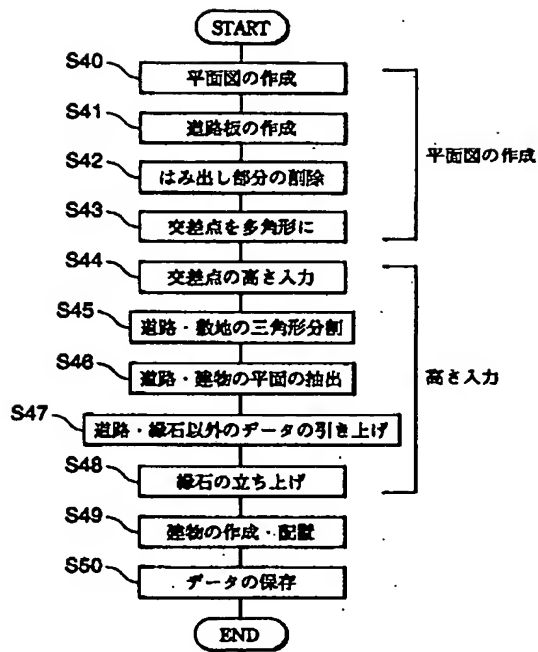 START
S40
平面図の作成
S41
道路板の作成
S42
はみ出し部分の削除
S43
交差点を多角形に
平面図の作成
S44
交差点の高さ入力
S45
道路・敷地の三角形分割
S46
道路・建物の平面の抽出
S47
道路・縁石以外のデータの引き上げ
S48
縁石の立ち上げ
高さ入力
S49
建物の作成・配置
S50
データの保存
END